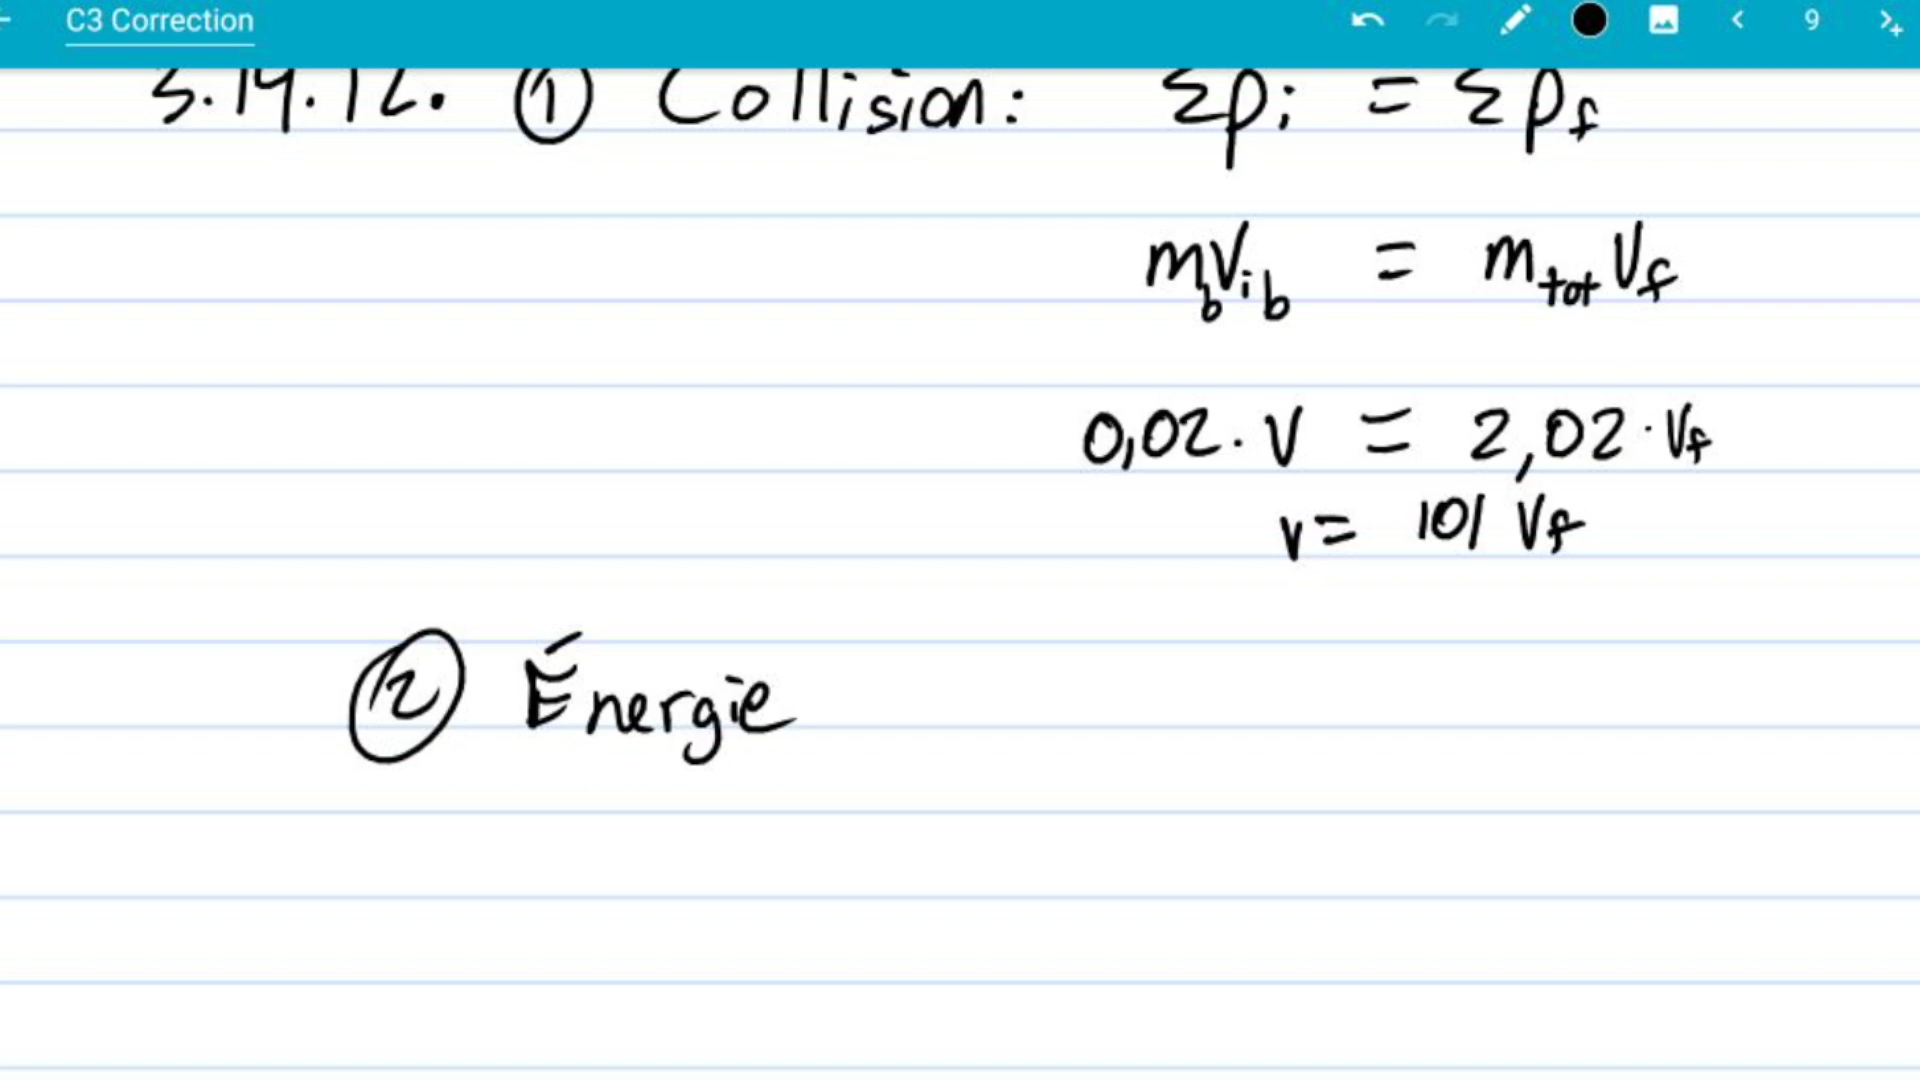 C3 Correction
9
3.14.12. ① Collision: Σpᵢ = Σp_f
m_b v_ib = m_tot v_f
0,02 · v = 2,02 · v_f
v = 101 v_f
② Énergie